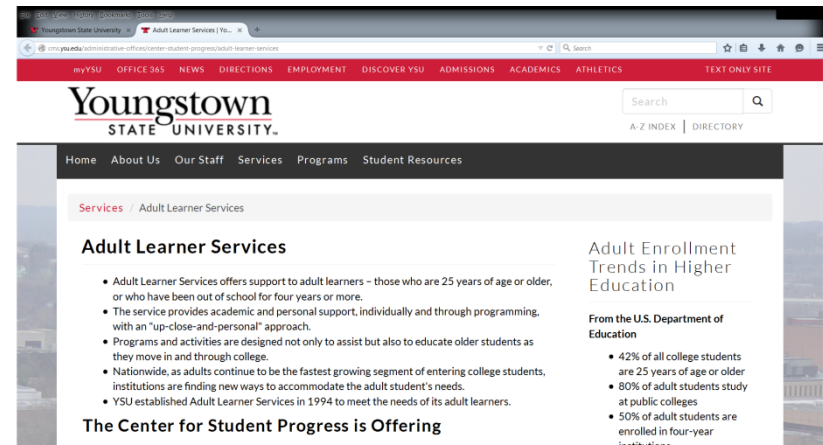 File Edit View History Bookmarks Tools Help
Youngstown State University × Adult Learner Services | Yo... × +
cms.ysu.edu/administrative-offices/center-student-progress/adult-learner-services Search
myYSU OFFICE 365 NEWS DIRECTIONS EMPLOYMENT DISCOVER YSU ADMISSIONS ACADEMICS ATHLETICS TEXT ONLY SITE
Youngstown
STATE UNIVERSITY
Search
A-Z INDEX | DIRECTORY
Home About Us Our Staff Services Programs Student Resources
Services / Adult Learner Services
Adult Learner Services
• Adult Learner Services offers support to adult learners – those who are 25 years of age or older,
or who have been out of school for four years or more.
• The service provides academic and personal support, individually and through programming,
with an "up-close-and-personal" approach.
• Programs and activities are designed not only to assist but also to educate older students as
they move in and through college.
• Nationwide, as adults continue to be the fastest growing segment of entering college students,
institutions are finding new ways to accommodate the adult student's needs.
• YSU established Adult Learner Services in 1994 to meet the needs of its adult learners.
The Center for Student Progress is Offering
Adult Enrollment
Trends in Higher
Education
From the U.S. Department of
Education
• 42% of all college students
are 25 years of age or older
• 80% of adult students study
at public colleges
• 50% of adult students are
enrolled in four-year
institutions